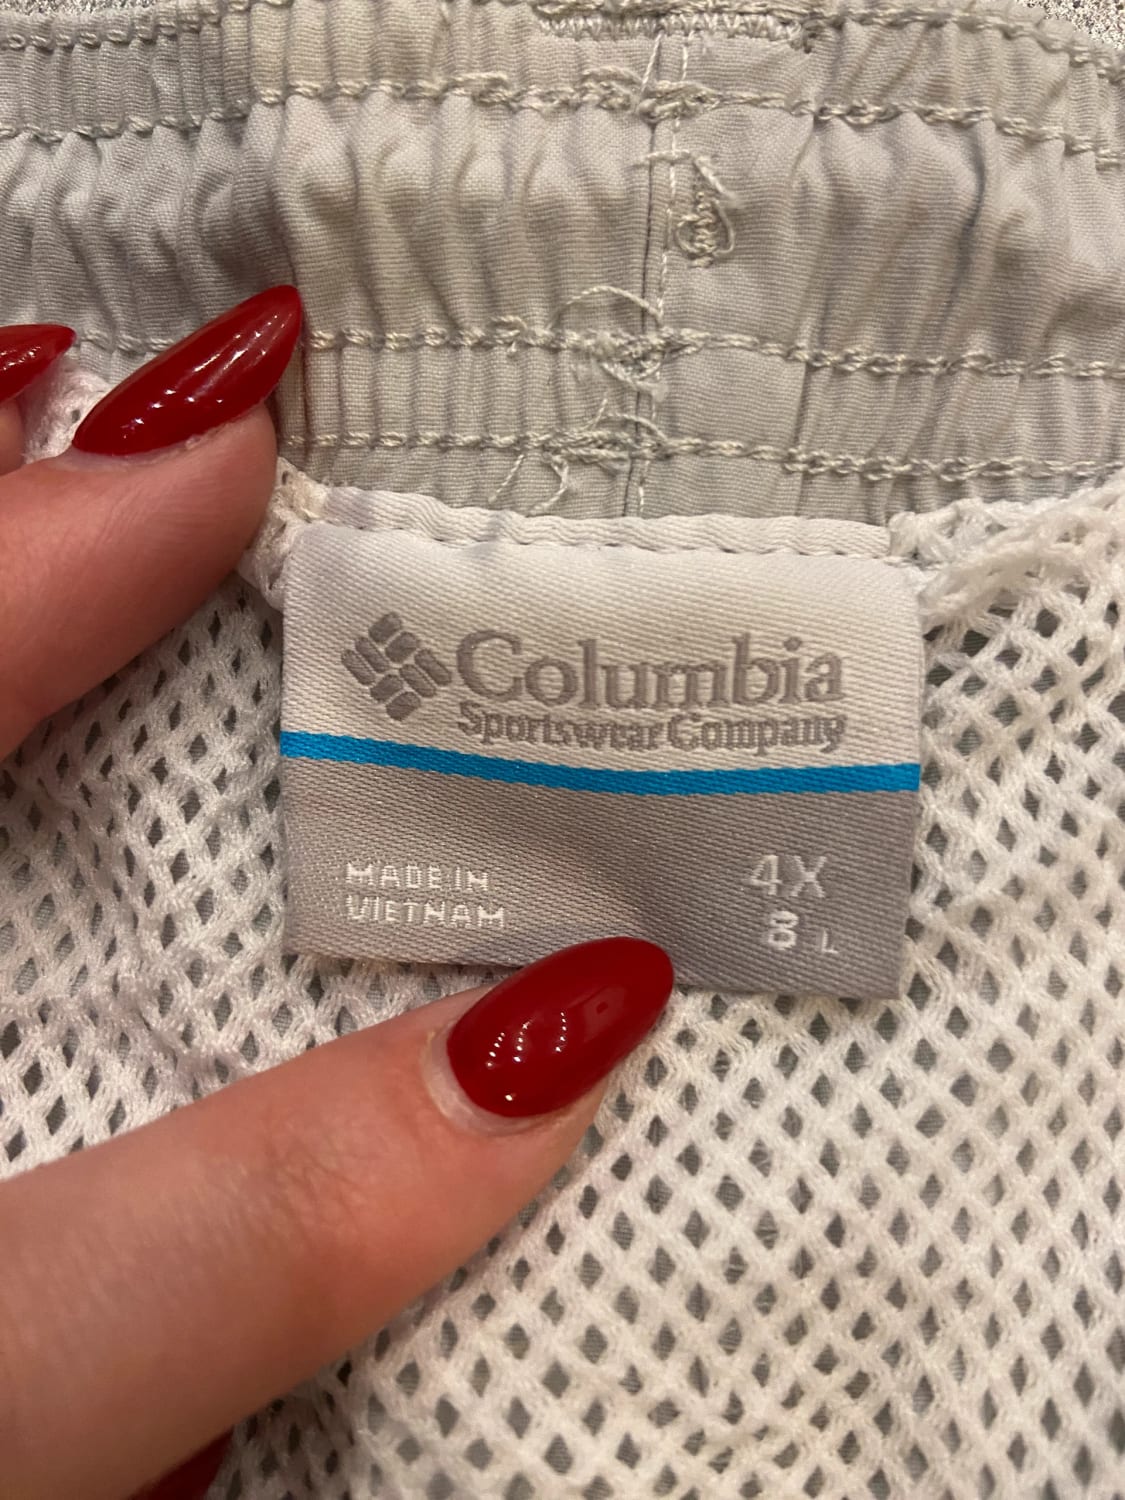 Columbia
Sportswear Company
MADE IN
VIETNAM
4X
8 L